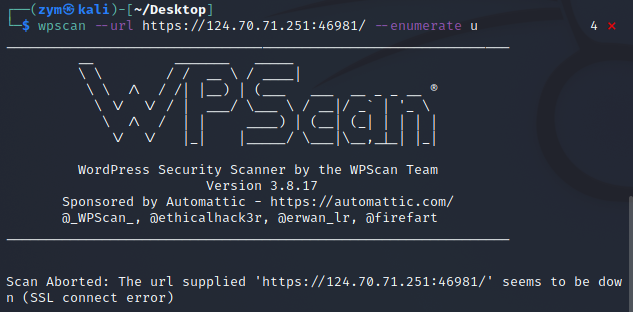 (zym㉿kali)-[~/Desktop]
$ wpscan --url https://124.70.71.251:46981/ --enumerate u 4 ⨯
WPScan ®
WordPress Security Scanner by the WPScan Team
Version 3.8.17
Sponsored by Automattic - https://automattic.com/
@_WPScan_, @ethicalhack3r, @erwan_lr, @firefart
Scan Aborted: The url supplied 'https://124.70.71.251:46981/' seems to be dow
n (SSL connect error)